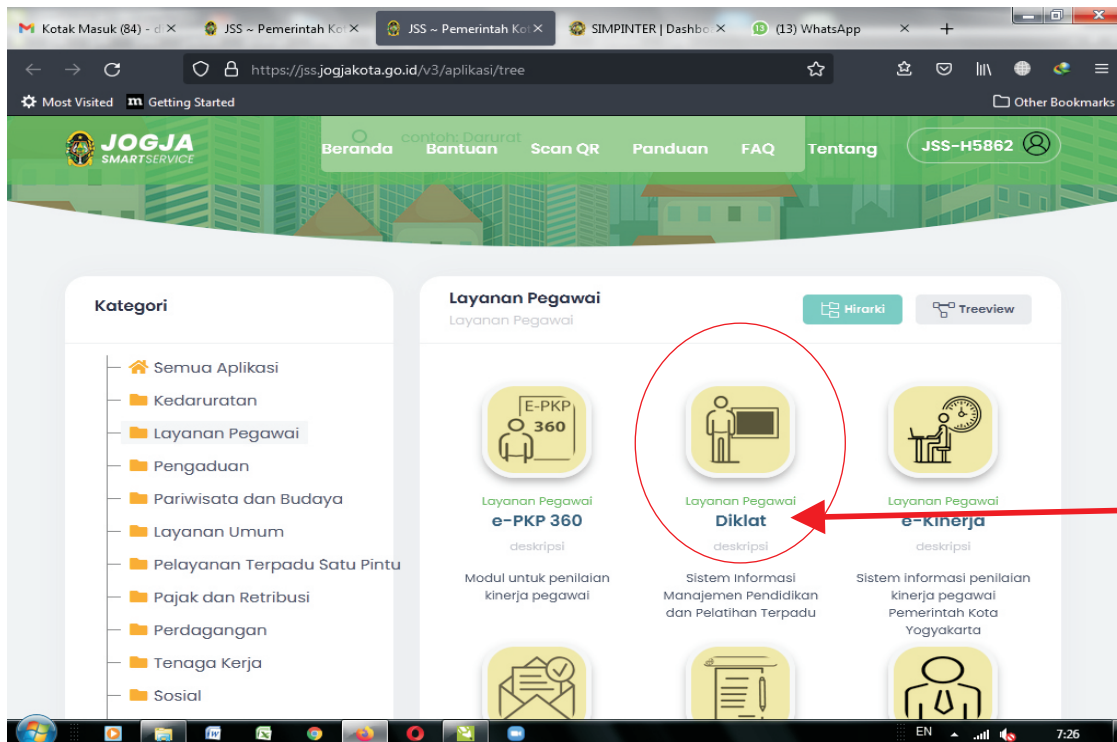 Kotak Masuk (84) - d
JSS ~ Pemerintah Kot
JSS ~ Pemerintah Kot
SIMPINTER | Dashbo
(13) WhatsApp
https://jss.jogjakota.go.id/v3/aplikasi/tree
Most Visited
Getting Started
Other Bookmarks
JOGJA
SMARTSERVICE
contoh: Darurat
Beranda
Bantuan
Scan QR
Panduan
FAQ
Tentang
JSS-H5862
Kategori
Semua Aplikasi
Kedaruratan
Layanan Pegawai
Pengaduan
Pariwisata dan Budaya
Layanan Umum
Pelayanan Terpadu Satu Pintu
Pajak dan Retribusi
Perdagangan
Tenaga Kerja
Sosial
Layanan Pegawai
Layanan Pegawai
Hirarki
Treeview
E-PKP
360
Layanan Pegawai
e-PKP 360
deskripsi
Modul untuk penilaian
kinerja pegawai
Layanan Pegawai
Diklat
deskripsi
Sistem Informasi
Manajemen Pendidikan
dan Pelatihan Terpadu
Layanan Pegawai
e-Kinerja
deskripsi
Sistem informasi penilaian
kinerja pegawai
Pemerintah Kota
Yogyakarta
EN
7:26